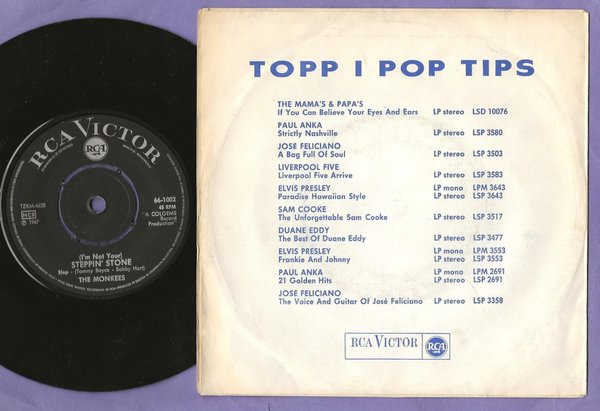 RCA VICTOR
RCA
66-1002
45 RPM
"A COLGEMS
Record
Production"
NCB
℗ 1967
(I'm Not Your)
STEPPIN' STONE
Slop - (Tommy Boyce - Bobby Hart)
THE MONKEES
TOPP I POP TIPS
THE MAMA'S & PAPA'S
If You Can Believe Your Eyes And Ears LP stereo LSD 10076
PAUL ANKA
Strictly Nashville LP stereo LSP 3580
JOSE FELICIANO
A Bag Full Of Soul LP stereo LSP 3503
LIVERPOOL FIVE
Liverpool Five Arrive LP stereo LSP 3583
ELVIS PRESLEY LP mono LPM 3643
Paradise Hawaiian Style LP stereo LSP 3643
SAM COOKE
The Unforgettable Sam Cooke LP stereo LSP 3517
DUANE EDDY
The Best Of Duane Eddy LP stereo LSP 3477
ELVIS PRESLEY LP mono LPM 3553
Frankie And Johnny LP stereo LSP 3553
PAUL ANKA LP mono LPM 2691
21 Golden Hits LP stereo LSP 2691
JOSÉ FELICIANO
The Voice And Guitar Of José Feliciano LP stereo LSP 3358
RCA VICTOR
RCA